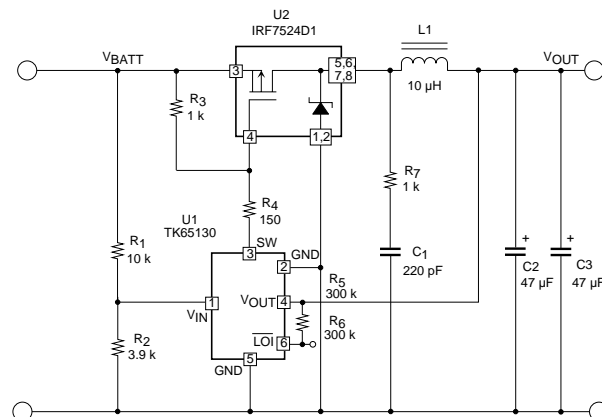 U2
IRF7524D1
L1
VBATT
VOUT
3
5,6,
7,8
10 µH
R3
1 k
4
1,2
R7
1 k
R4
150
U1
TK65130
SW
3
GND
2
R1
10 k
C1
220 pF
R5
300 k
C2
47 µF
+
C3
47 µF
+
1
VIN
VOUT
4
R6
300 k
R2
3.9 k
LOI
6
5
GND